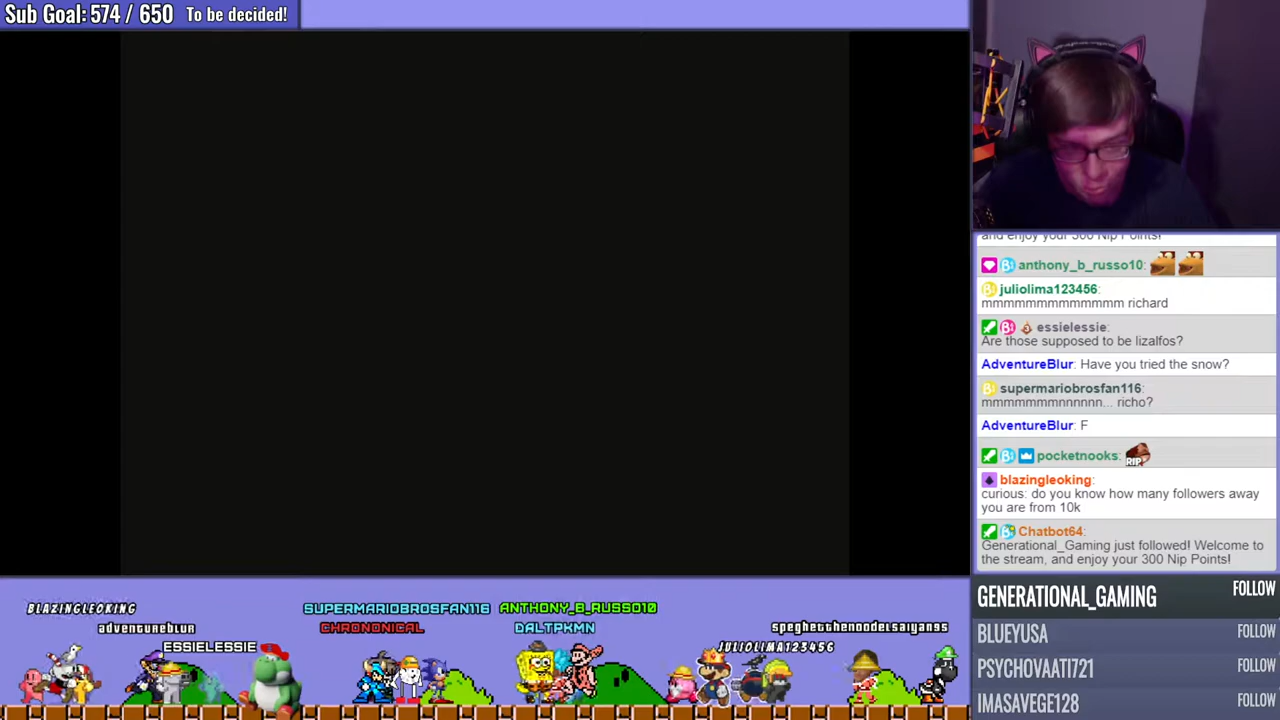 Sub Goal: 574 / 650 To be decided!
and enjoy your 300 Nip Points!
anthony_b_russo10:
juliolima123456:
mmmmmmmmmmmmm richard
essielessie:
Are those supposed to be lizalfos?
AdventureBlur: Have you tried the snow?
supermariobrosfan116:
mmmmmmmnnnnnn... richo?
AdventureBlur: F
pocketnooks: RIP
blazingleoking:
curious: do you know how many followers away
you are from 10k
Chatbot64:
Generational_Gaming just followed! Welcome to
the stream, and enjoy your 300 Nip Points!
GENERATIONAL_GAMING FOLLOW
BLUEYUSA FOLLOW
PSYCHOVAATI721 FOLLOW
IMASAVEGE128 FOLLOW
BLAZINGLEOKING
adventureblur
ESSIELESSIE
SUPERMARIOBROSFAN116
CHRONONICAL
ANTHONY_B_RUSSO10
DALTPKMN
JULIOLIMA123456
speghetthenoodelsaiyan95